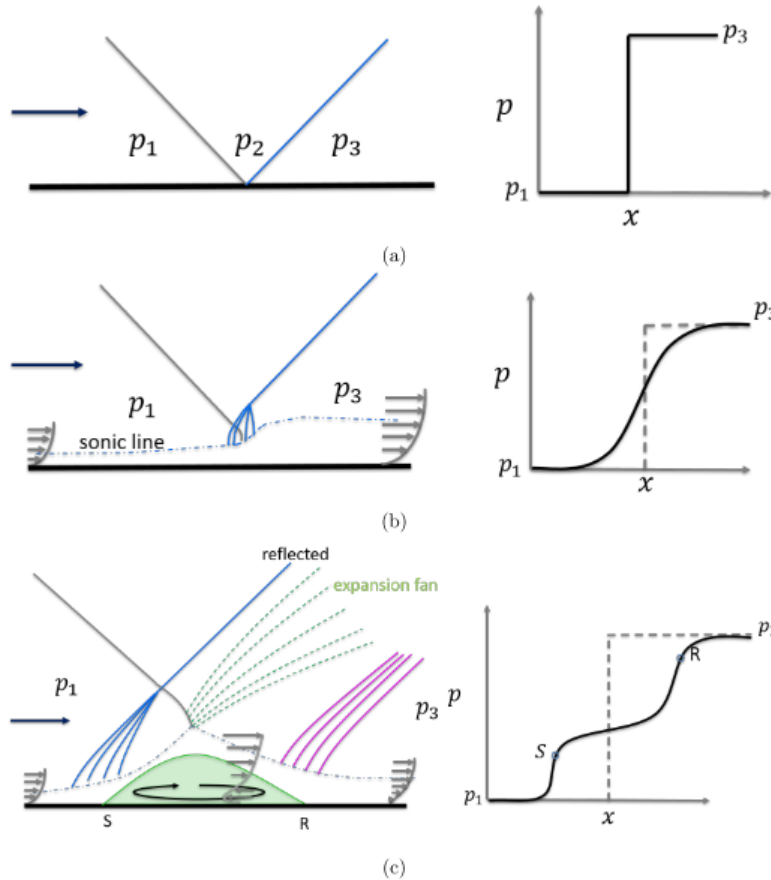 p₁ p₂ p₃
p
p₃
p₁
x
(a)
p₁
p₃
sonic line
p
p₁
x
(b)
reflected
expansion fan
p₁
p₃
S
R
p
R
S
p₁
x
(c)